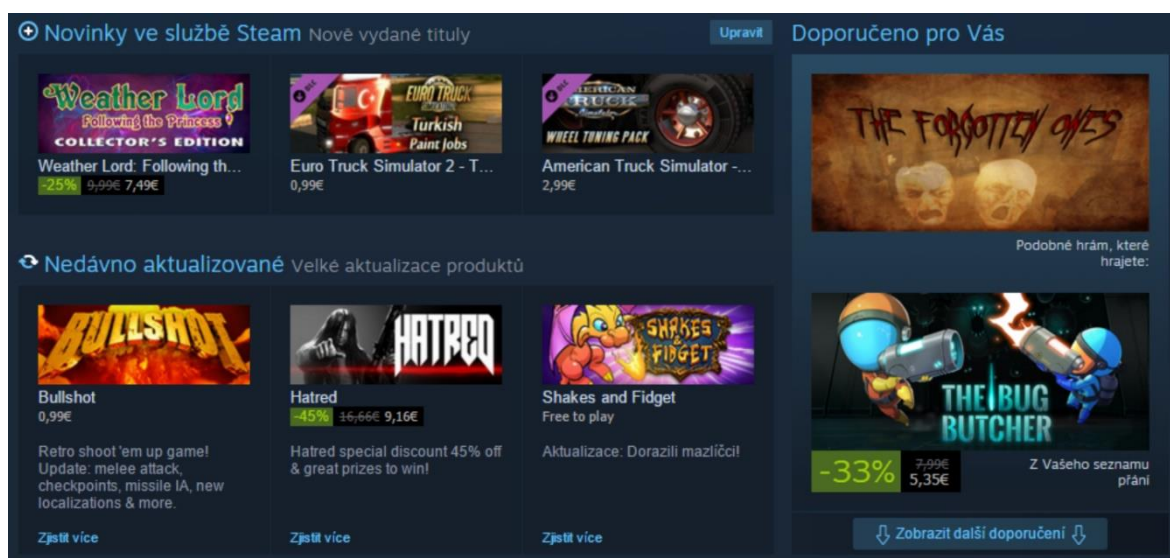 Novinky ve službě Steam Nově vydané tituly
Upravit
Weather Lord
Following the Princess
COLLECTOR'S EDITION
Weather Lord: Following th...
-25% 9,99€ 7,49€
DLC
EURO TRUCK
SIMULATOR
Turkish
Paint Jobs
Euro Truck Simulator 2 - T...
0,99€
DLC
AMERICAN
TRUCK
Simulator
WHEEL TUNING PACK
American Truck Simulator -...
2,99€
Nedávno aktualizované Velké aktualizace produktů
BULLSHOT
Bullshot
0,99€
Retro shoot 'em up game!
Update: melee attack,
checkpoints, missile IA, new
localizations & more.
Zjistit více
HATRED
Hatred
-45% 16,66€ 9,16€
Hatred special discount 45% off
& great prizes to win!
Zjistit více
SHAKES
& FIDGET
Shakes and Fidget
Free to play
Aktualizace: Dorazili mazlíčci!
Zjistit více
Doporučeno pro Vás
THE FORGOTTEN ONES
Podobné hrám, které
hrajete:
THE BUG
BUTCHER
-33% 7,99€
5,35€
Z Vašeho seznamu
přání
Zobrazit další doporučení